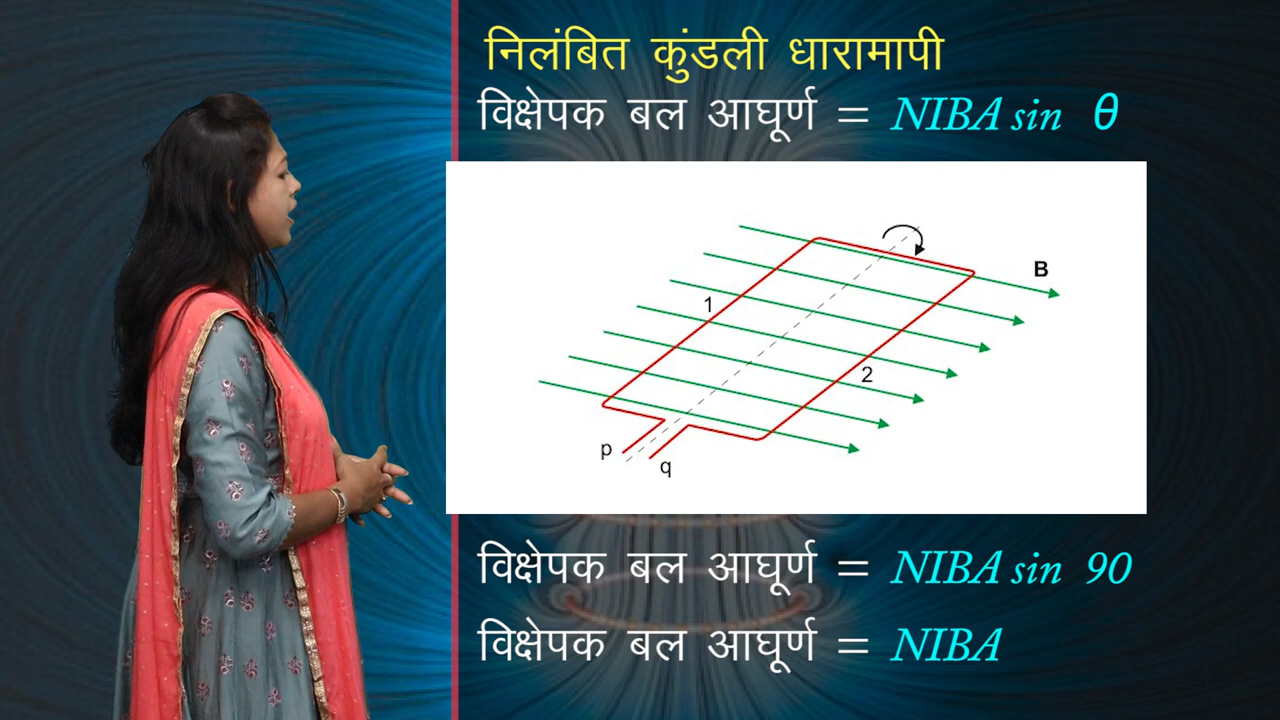 निलंबित कुंडली धारामापी
विक्षेपक बल आघूर्ण = NIBA sin θ
B
1
2
p
q
विक्षेपक बल आघूर्ण = NIBA sin 90
विक्षेपक बल आघूर्ण = NIBA